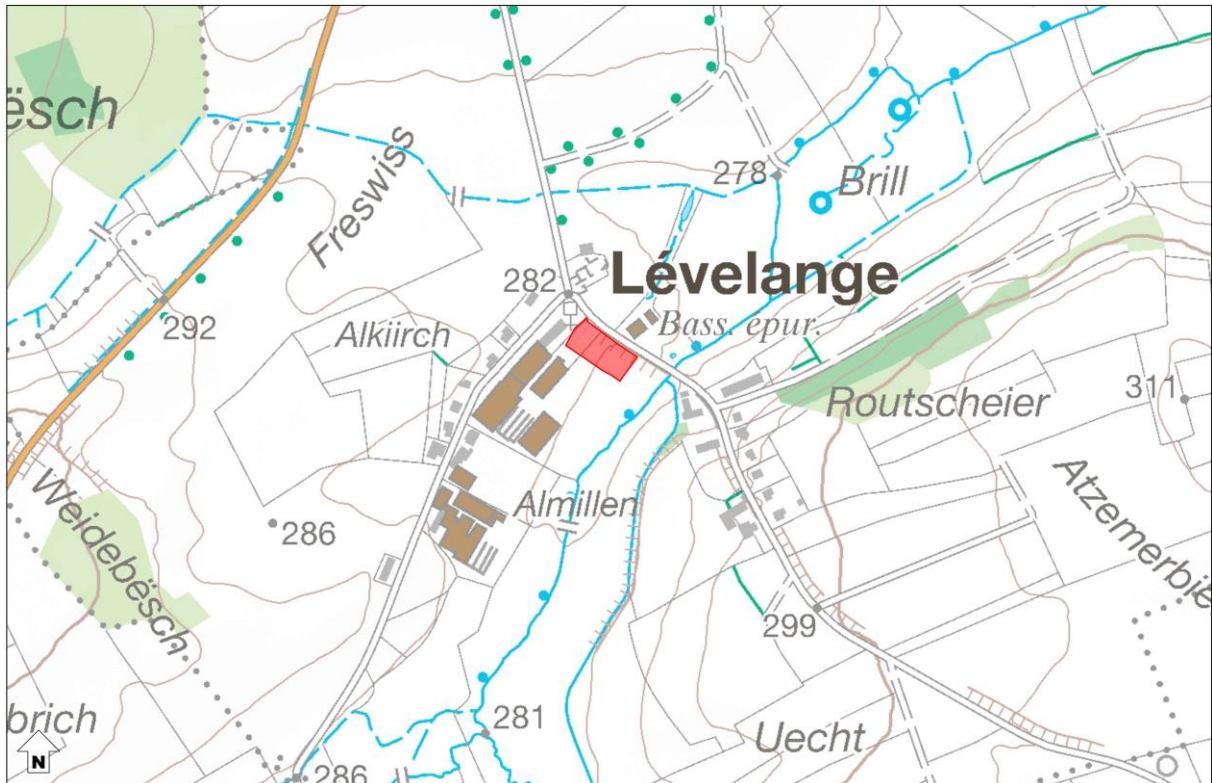 ësch
Freswiss
278
Brill
Lévelange
282
Bass. epur.
292
Alkiirch
Routscheier
311
Weidebësch
Almillen
286
Atzemerbie
299
brich
281
Uecht
286
N